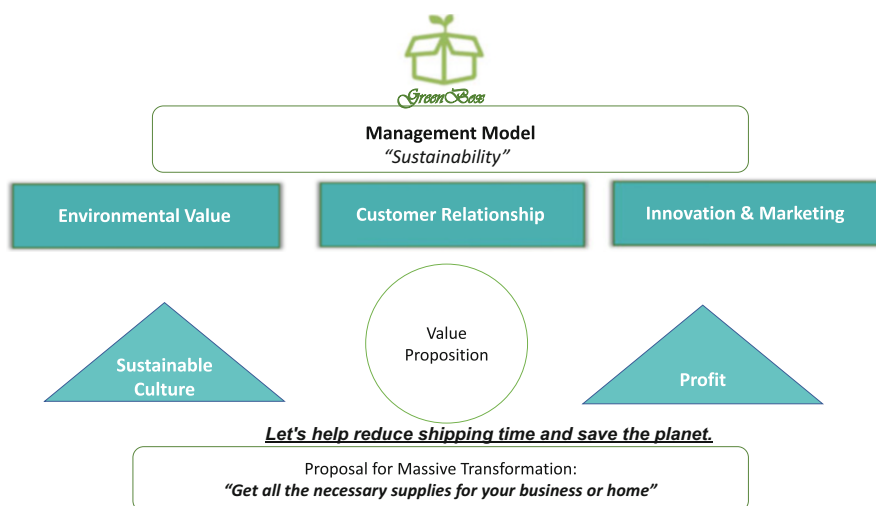 GreenBox
Management Model
“Sustainability”
Environmental Value
Customer Relationship
Innovation & Marketing
Value
Proposition
Sustainable
Culture
Profit
Let's help reduce shipping time and save the planet.
Proposal for Massive Transformation:
“Get all the necessary supplies for your business or home”